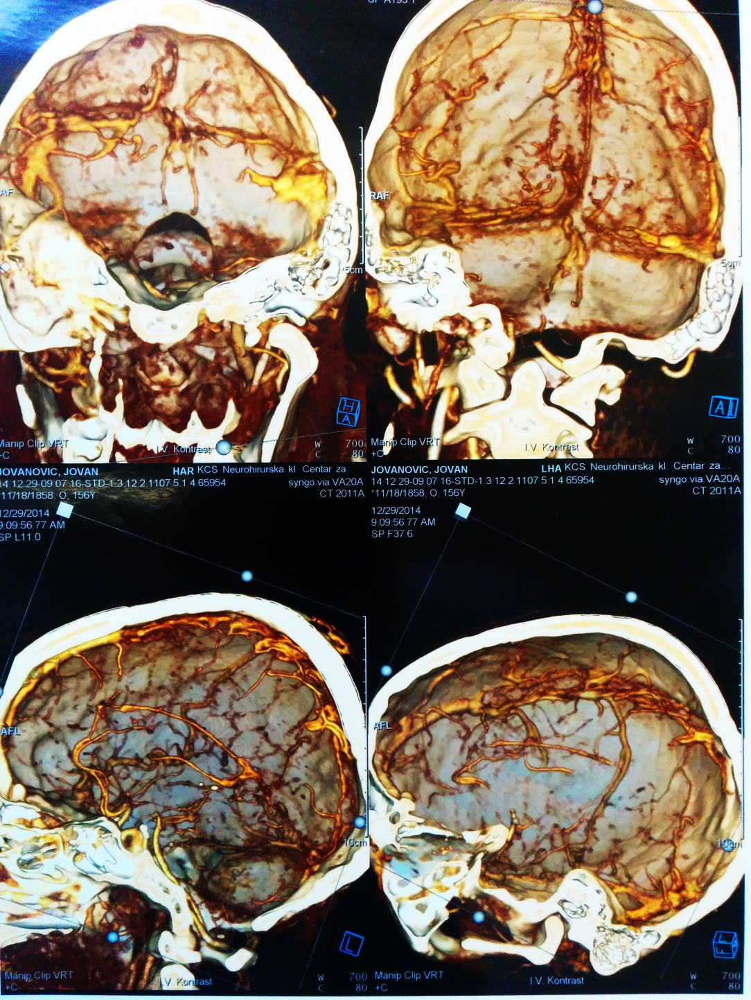 RAF
AF
5cm
5cm
Manip Clip VRT
+C
I.V. Kontrast
W 700
C 80
Manip Clip VRT
+C
I.V. Kontrast
W 700
C 80
JOVANOVIC, JOVAN
HAR KCS Neurohirurska kl. Centar za...
14.12.29-09:07:16-STD-1.3.12.2.1107.5.1.4.65954
syngo via VA20A
*11/18/1858, O, 156Y
CT 2011A
12/29/2014
9:09:56.77 AM
SP L11.0
JOVANOVIC, JOVAN
LHA KCS Neurohirurska kl. Centar za...
14.12.29-09:07:16-STD-1.3.12.2.1107.5.1.4.65954
syngo via VA20A
*11/18/1858, O, 156Y
CT 2011A
12/29/2014
9:09:56.77 AM
SP F37.6
AFL
AFL
10cm
10cm
Manip Clip VRT
+C
I.V. Kontrast
W 700
C 80
L
Manip Clip VRT
+C
I.V. Kontrast
W 700
C 80